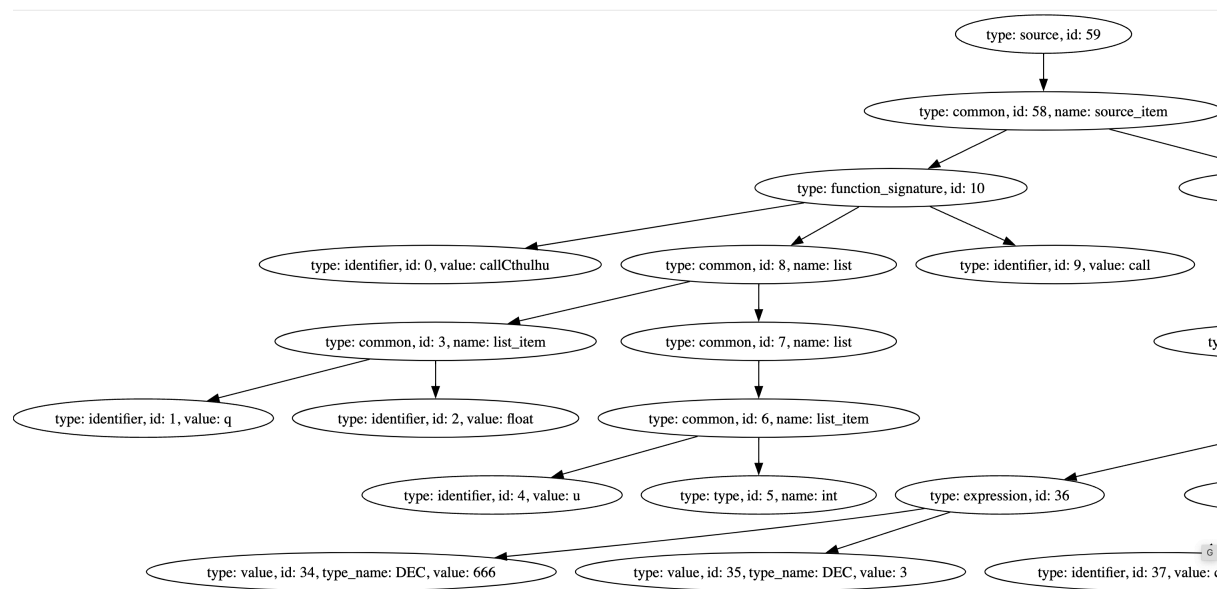 type: source, id: 59
type: common, id: 58, name: source_item
type: function_signature, id: 10
type: identifier, id: 0, value: callCthulhu
type: common, id: 8, name: list
type: identifier, id: 9, value: call
type: common, id: 3, name: list_item
type: common, id: 7, name: list
ty
type: identifier, id: 1, value: q
type: identifier, id: 2, value: float
type: common, id: 6, name: list_item
type: identifier, id: 4, value: u
type: type, id: 5, name: int
type: expression, id: 36
type: value, id: 34, type_name: DEC, value: 666
type: value, id: 35, type_name: DEC, value: 3
type: identifier, id: 37, value:
G